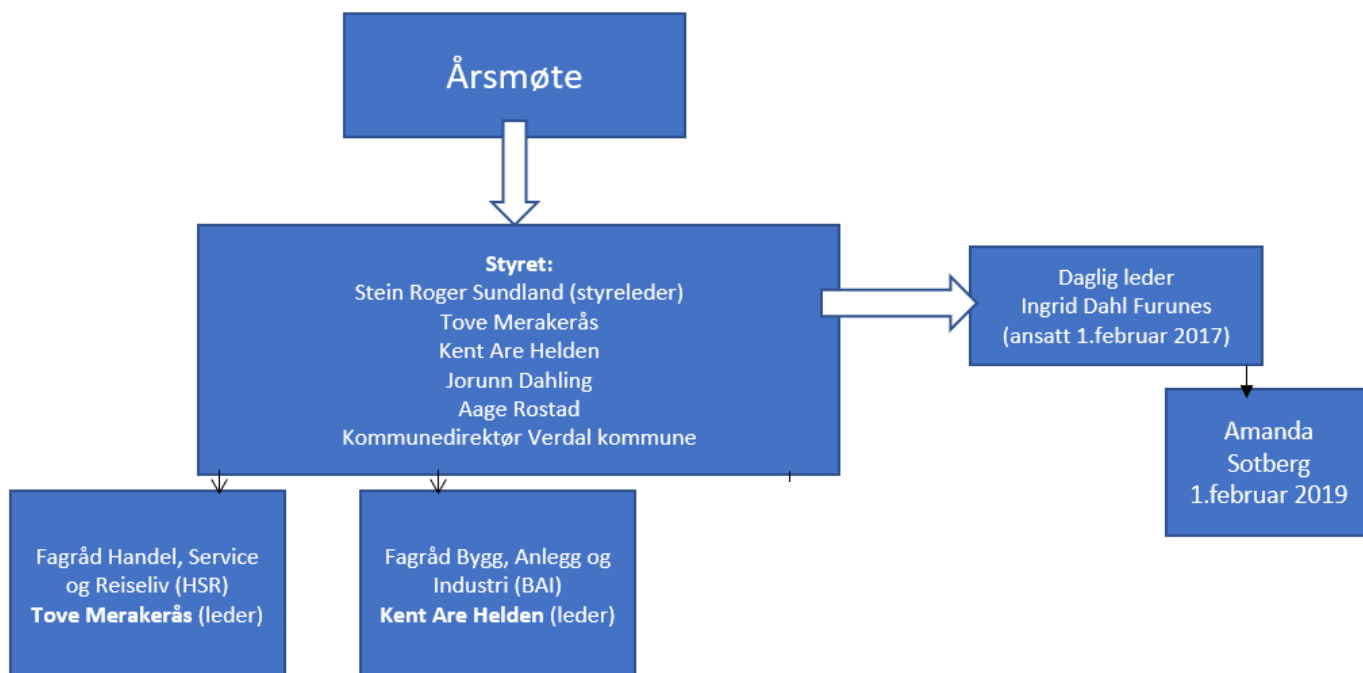 Årsmøte
Styret:
Stein Roger Sundland (styreleder)
Tove Merakerås
Kent Are Helden
Jorunn Dahling
Aage Rostad
Kommunedirektør Verdal kommune
Daglig leder
Ingrid Dahl Furunes
(ansatt 1.februar 2017)
Amanda
Sotberg
1.februar 2019
Fagråd Handel, Service
og Reiseliv (HSR)
Tove Merakerås (leder)
Fagråd Bygg, Anlegg og
Industri (BAI)
Kent Are Helden (leder)